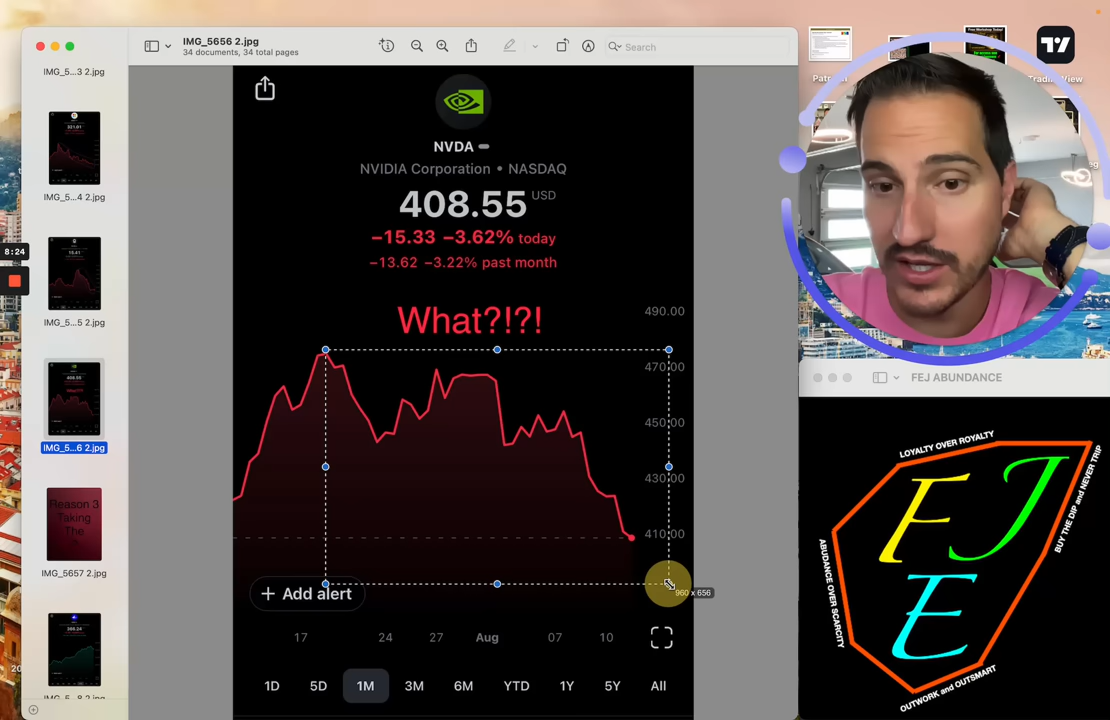 IMG_5656 2.jpg
34 documents, 34 total pages
Search
IMG_5...3 2.jpg
IMG_5...4 2.jpg
IMG_5...5 2.jpg
IMG_5...6 2.jpg
Reason 3
Taking
The
IMG_5657 2.jpg
8:24
NVDA
NVIDIA Corporation • NASDAQ
408.55 USD
−15.33 −3.62% today
−13.62 −3.22% past month
What?!?!
490.00
470.00
450.00
430.00
410.00
+ Add alert
960 x 656
17 24 27 Aug 07 10
1D 5D 1M 3M 6M YTD 1Y 5Y All
FEJ ABUNDANCE
LOYALTY OVER ROYALTY
BUY THE DIP and NEVER TRIP
ABUDANCE OVER SCARCITY
OUTWORK and OUTSMART
F J
E